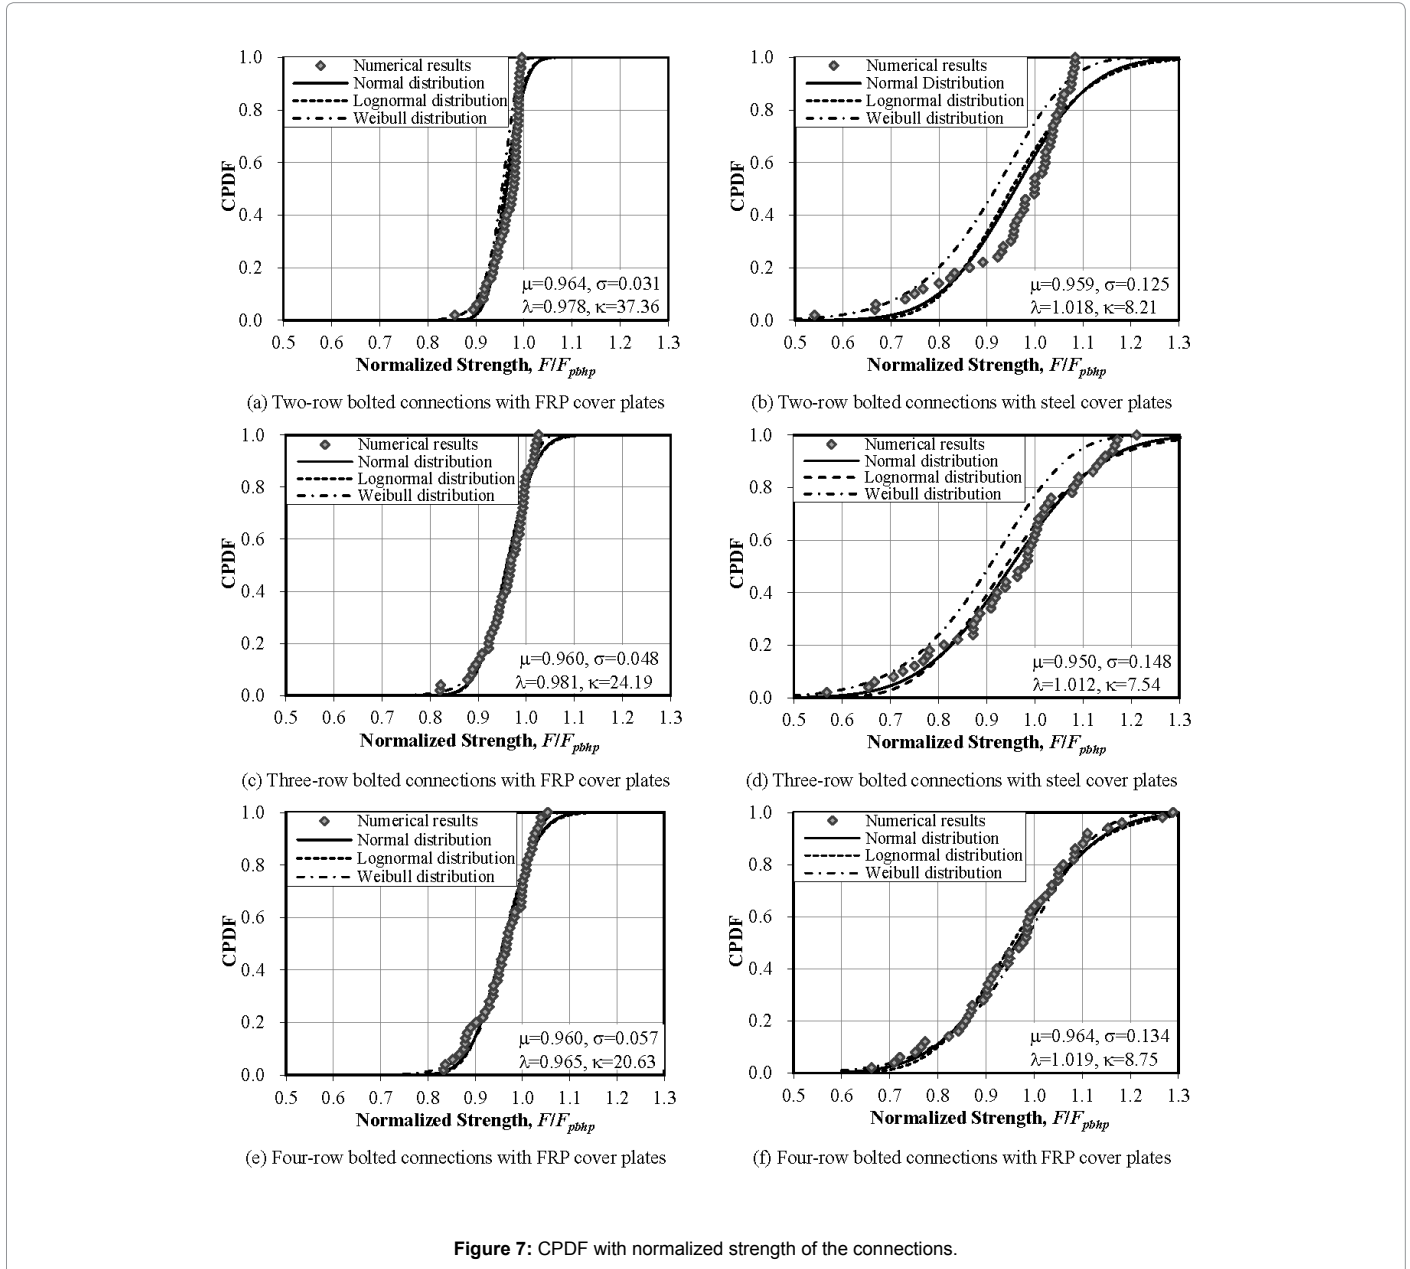 1.0
0.8
0.6
0.4
0.2
0.0
CPDF
Numerical results
Normal distribution
Lognormal distribution
Weibull distribution
μ=0.964, σ=0.031
λ=0.978, κ=37.36
0.5 0.6 0.7 0.8 0.9 1.0 1.1 1.2 1.3
Normalized Strength, F/Fpbhp
(a) Two-row bolted connections with FRP cover plates
1.0
0.8
0.6
0.4
0.2
0.0
CPDF
Numerical results
Normal Distribution
Lognormal distribution
Weibull distribution
μ=0.959, σ=0.125
λ=1.018, κ=8.21
0.5 0.6 0.7 0.8 0.9 1.0 1.1 1.2 1.3
Normalized Strength, F/Fpbhp
(b) Two-row bolted connections with steel cover plates
1.0
0.8
0.6
0.4
0.2
0.0
CPDF
Numerical results
Normal distribution
Lognormal distribution
Weibull distribution
μ=0.960, σ=0.048
λ=0.981, κ=24.19
0.5 0.6 0.7 0.8 0.9 1.0 1.1 1.2 1.3
Normalized Strength, F/Fpbhp
(c) Three-row bolted connections with FRP cover plates
1.0
0.8
0.6
0.4
0.2
0.0
CPDF
Numerical results
Normal distribution
Lognormal distribution
Weibull distribution
μ=0.950, σ=0.148
λ=1.012, κ=7.54
0.5 0.6 0.7 0.8 0.9 1.0 1.1 1.2 1.3
Normalized Strength, F/Fpbhp
(d) Three-row bolted connections with steel cover plates
1.0
0.8
0.6
0.4
0.2
0.0
CPDF
Numerical results
Normal distribution
Lognormal distribution
Weibull distribution
μ=0.960, σ=0.057
λ=0.965, κ=20.63
0.5 0.6 0.7 0.8 0.9 1.0 1.1 1.2 1.3
Normalized Strength, F/Fpbhp
(e) Four-row bolted connections with FRP cover plates
1.0
0.8
0.6
0.4
0.2
0.0
CPDF
Numerical results
Normal distribution
Lognormal distribution
Weibull distribution
μ=0.964, σ=0.134
λ=1.019, κ=8.75
0.5 0.6 0.7 0.8 0.9 1.0 1.1 1.2 1.3
Normalized Strength, F/Fpbhp
(f) Four-row bolted connections with FRP cover plates
Figure 7: CPDF with normalized strength of the connections.